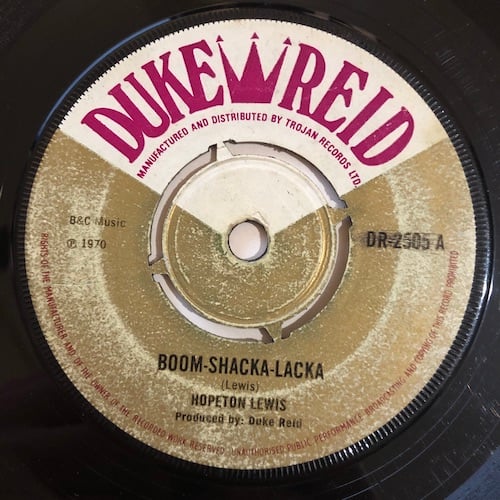 DUKE REID
MANUFACTURED AND DISTRIBUTED BY TROJAN RECORDS LTD.
B&C Music
℗ 1970
DR-2505 A
BOOM-SHACKA-LACKA
(Lewis)
HOPETON LEWIS
Produced by: Duke Reid
RIGHTS OF THE MANUFACTURER AND OF THE OWNER OF THE RECORDED WORK RESERVED. UNAUTHORISED PUBLIC PERFORMANCE BROADCASTING AND COPYING OF THIS RECORD PROHIBITED